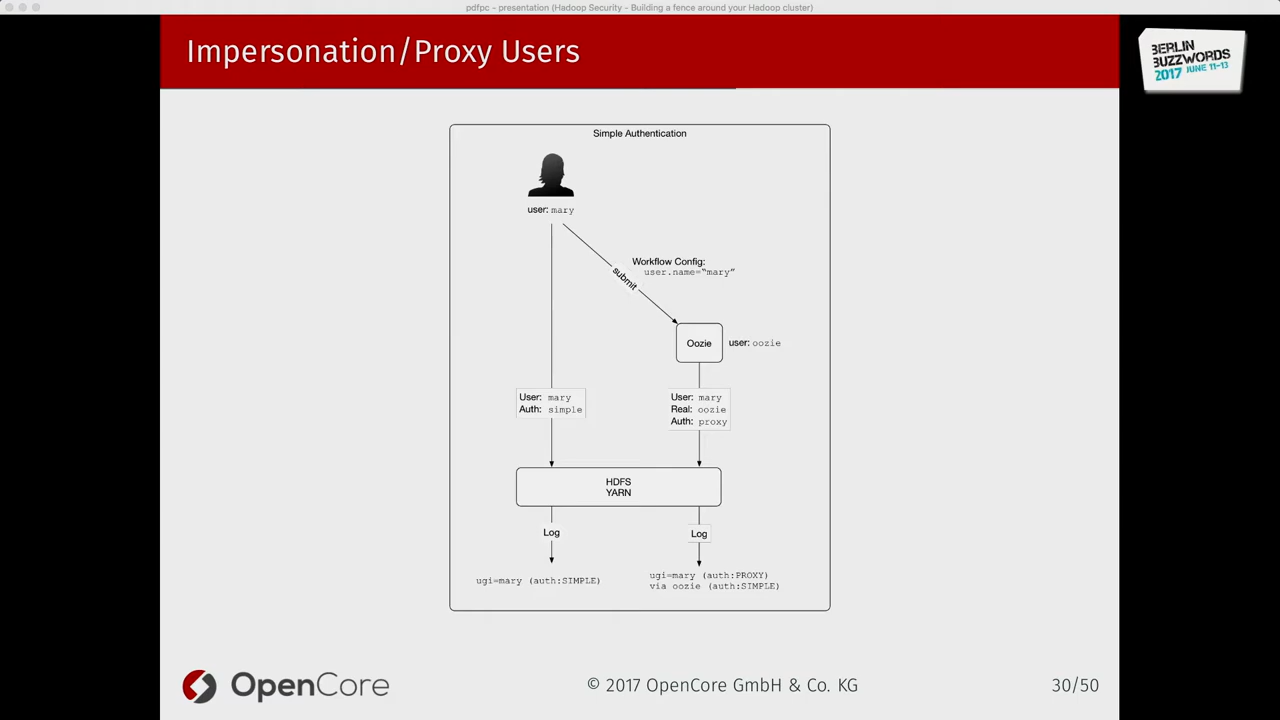 pdfpc - presentation (Hadoop Security - Building a fence around your Hadoop cluster)
Impersonation/Proxy Users
BERLIN
BUZZWORDS
2017 JUNE 11-13
Simple Authentication
user: mary
Workflow Config:
user.name=“mary”
submit
Oozie
user: oozie
User: mary
Auth: simple
User: mary
Real: oozie
Auth: proxy
HDFS
YARN
Log
Log
ugi=mary (auth:SIMPLE)
ugi=mary (auth:PROXY)
via oozie (auth:SIMPLE)
OpenCore
© 2017 OpenCore GmbH & Co. KG
30/50